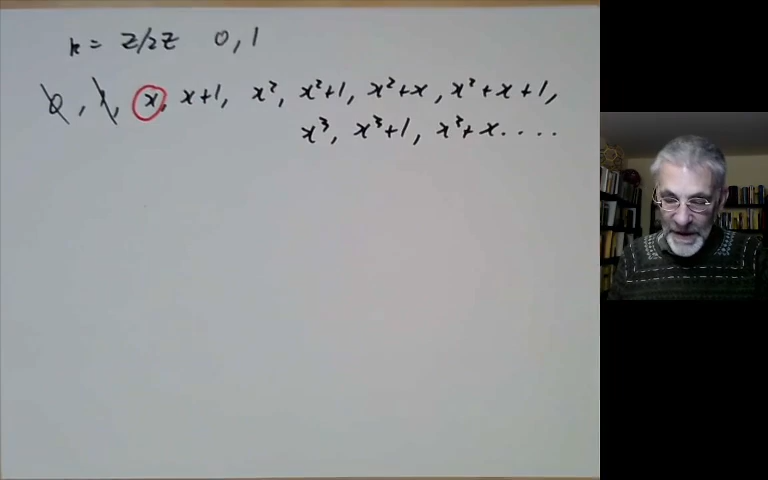 k = Z/2Z 0, 1
0, 1, x, x+1, x², x²+1, x²+x, x²+x+1,
x³, x³+1, x³+x....